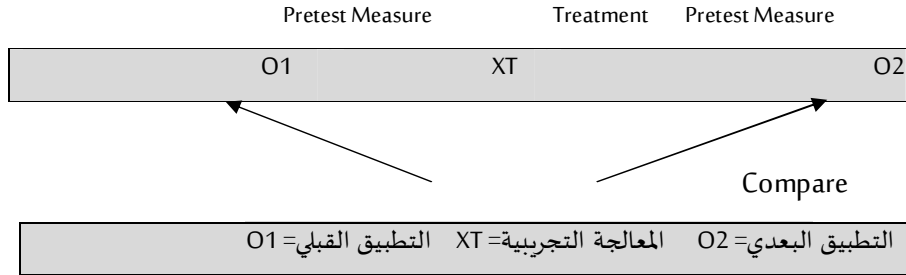 Pretest Measure Treatment Pretest Measure
O1 XT O2
Compare
التطبيق القبلي= O1 المعالجة التجريبية= XT التطبيق البعدي= O2